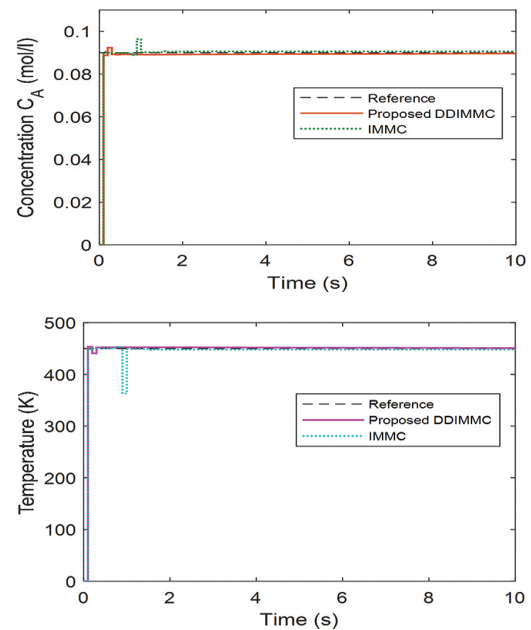 0.1
0.08
0.06
0.04
0.02
0
Concentration C_A (mol/l)
Reference
Proposed DDIMMC
IMMC
0 2 4 6 8 10
Time (s)
500
450
400
300
200
100
0
Temperature (K)
Reference
Proposed DDIMMC
IMMC
0 2 4 6 8 10
Time (s)